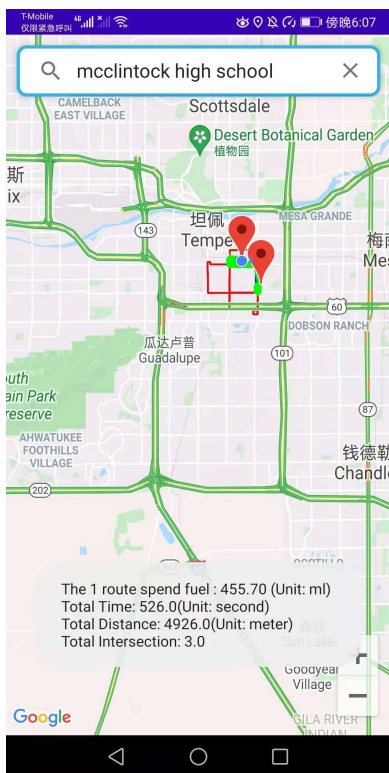 T-Mobile
仅限紧急呼叫
46
傍晚6:07
mcclintock high school
CAMELBACK
EAST VILLAGE
Scottsdale
Desert Botanical Garden
植物园
斯
ix
坦佩
Tempe
MESA GRANDE
143
梅
Mes
60
DOBSON RANCH
瓜达卢普
Guadalupe
101
outh
ain Park
reserve
87
AHWATUKEE
FOOTHILLS
VILLAGE
钱德勒
Chandle
202
OCOTILLO
The 1 route spend fuel : 455.70 (Unit: ml)
Total Time: 526.0(Unit: second)
Total Distance: 4926.0(Unit: meter)
Total Intersection: 3.0
Sun Lakes
Goodyear
Village
Google
GILA RIVER
INDIAN